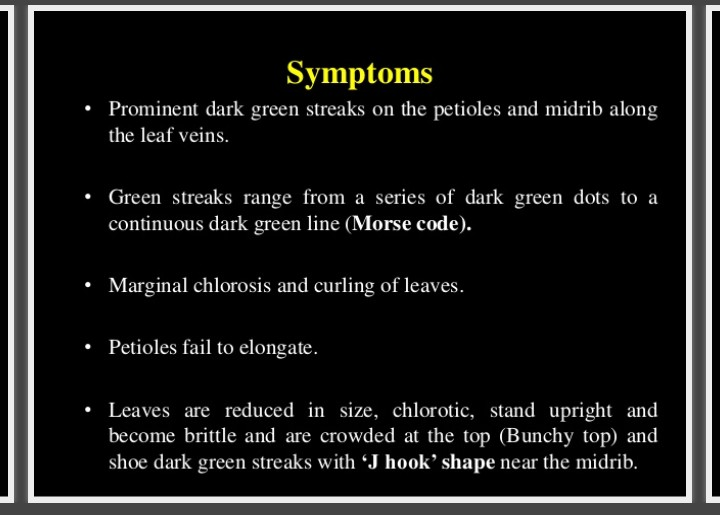 Symptoms
• Prominent dark green streaks on the petioles and midrib along
the leaf veins.
• Green streaks range from a series of dark green dots to a
continuous dark green line (Morse code).
• Marginal chlorosis and curling of leaves.
• Petioles fail to elongate.
• Leaves are reduced in size, chlorotic, stand upright and
become brittle and are crowded at the top (Bunchy top) and
shoe dark green streaks with ‘J hook’ shape near the midrib.